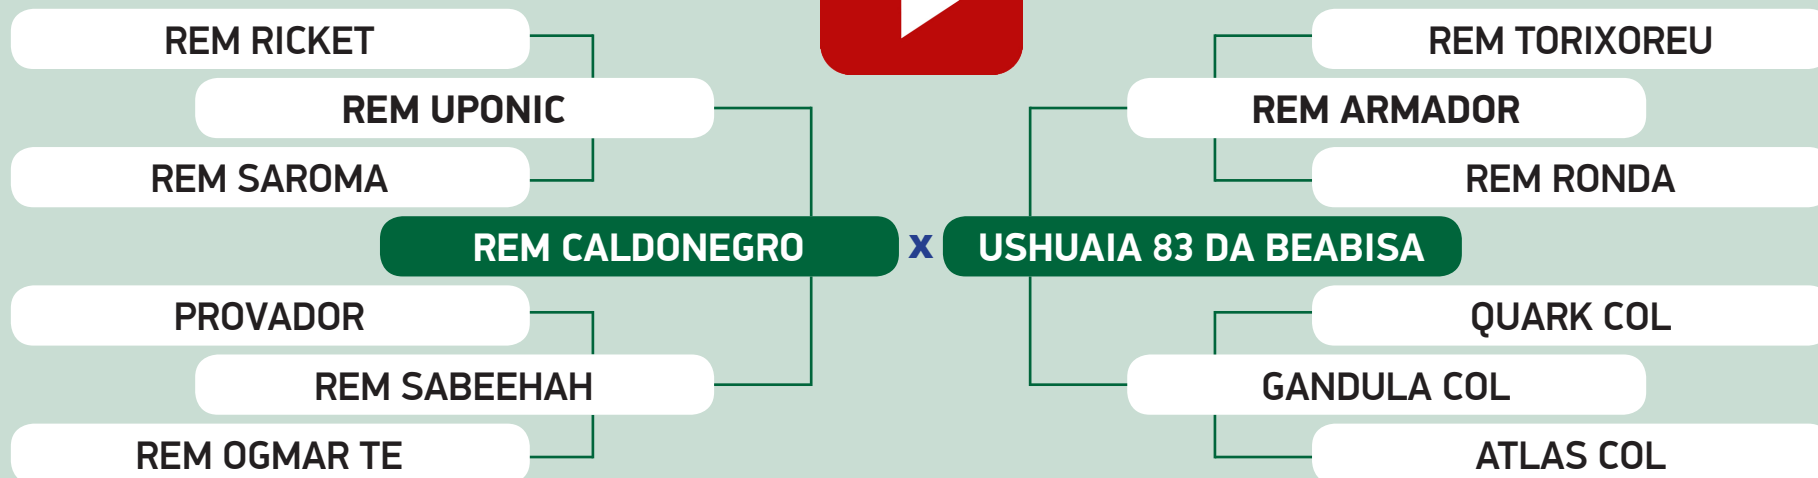 REM RICKET
REM TORIXOREU
REM UPONIC
REM ARMADOR
REM SAROMA
REM RONDA
REM CALDONEGRO x USHUAIA 83 DA BEABISA
PROVADOR
QUARK COL
REM SABEEHAH
GANDULA COL
REM OGMAR TE
ATLAS COL